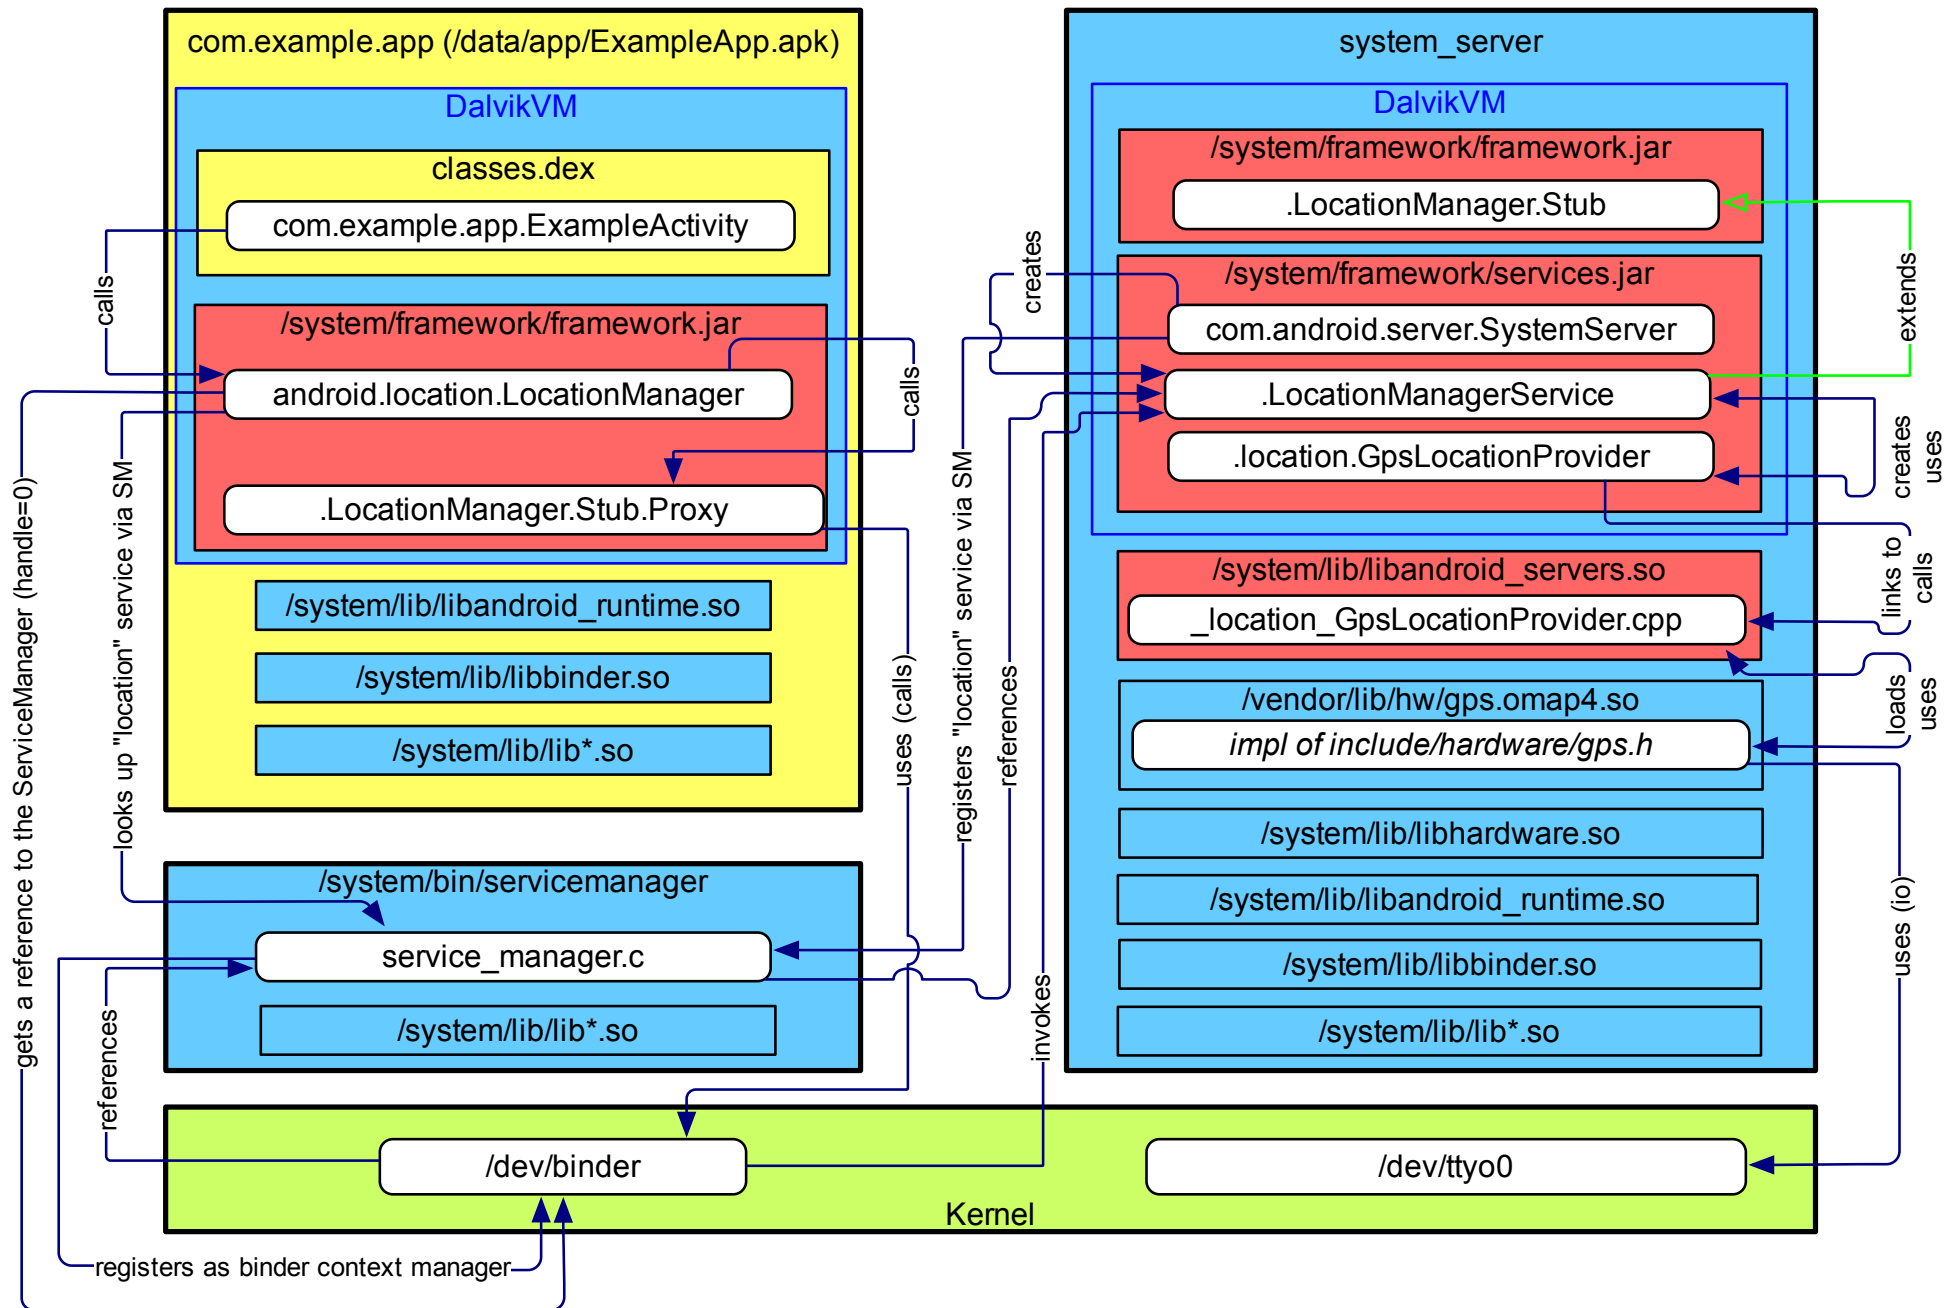 com.example.app (/data/app/ExampleApp.apk)
DalvikVM
classes.dex
com.example.app.ExampleActivity
calls
/system/framework/framework.jar
android.location.LocationManager
calls
.LocationManager.Stub.Proxy
/system/lib/libandroid_runtime.so
/system/lib/libbinder.so
/system/lib/lib*.so
gets a reference to the ServiceManager (handle=0)
looks up "location" service via SM
uses (calls)
registers "location" service via SM
references
invokes
/system/bin/servicemanager
service_manager.c
/system/lib/lib*.so
references
system_server
DalvikVM
/system/framework/framework.jar
.LocationManager.Stub
creates
extends
/system/framework/services.jar
com.android.server.SystemServer
.LocationManagerService
.location.GpsLocationProvider
creates
uses
/system/lib/libandroid_servers.so
_location_GpsLocationProvider.cpp
links to
calls
/vendor/lib/hw/gps.omap4.so
impl of include/hardware/gps.h
loads
uses
/system/lib/libhardware.so
/system/lib/libandroid_runtime.so
/system/lib/libbinder.so
/system/lib/lib*.so
uses (io)
/dev/binder
/dev/ttyo0
Kernel
registers as binder context manager